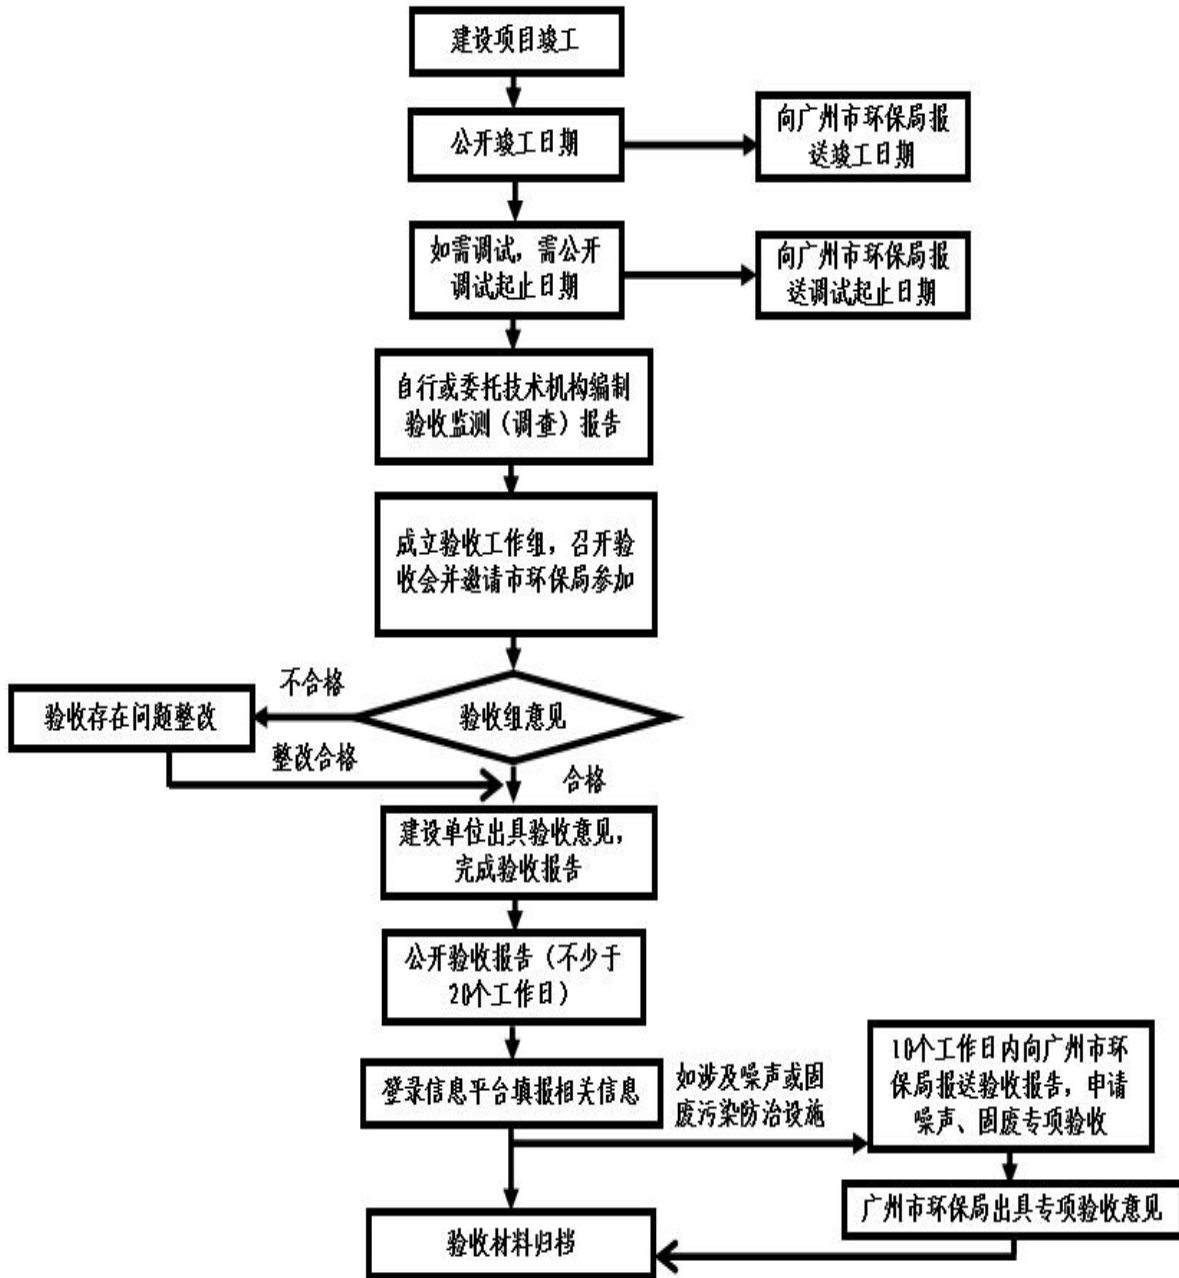 建设项目竣工
公开竣工日期
向广州市环保局报
送竣工日期
如需调试，需公开
调试起止日期
向广州市环保局报
送调试起止日期
自行或委托技术机构编制
验收监测（调查）报告
成立验收工作组，召开验
收会并邀请市环保局参加
不合格
验收存在问题整改
验收组意见
整改合格
合格
建设单位出具验收意见，
完成验收报告
公开验收报告（不少于
20个工作日）
登录信息平台填报相关信息
如涉及噪声或固
废污染防治设施
10个工作日内向广州市环
保局报送验收报告，申请
噪声、固废专项验收
广州市环保局出具专项验收意见
验收材料归档